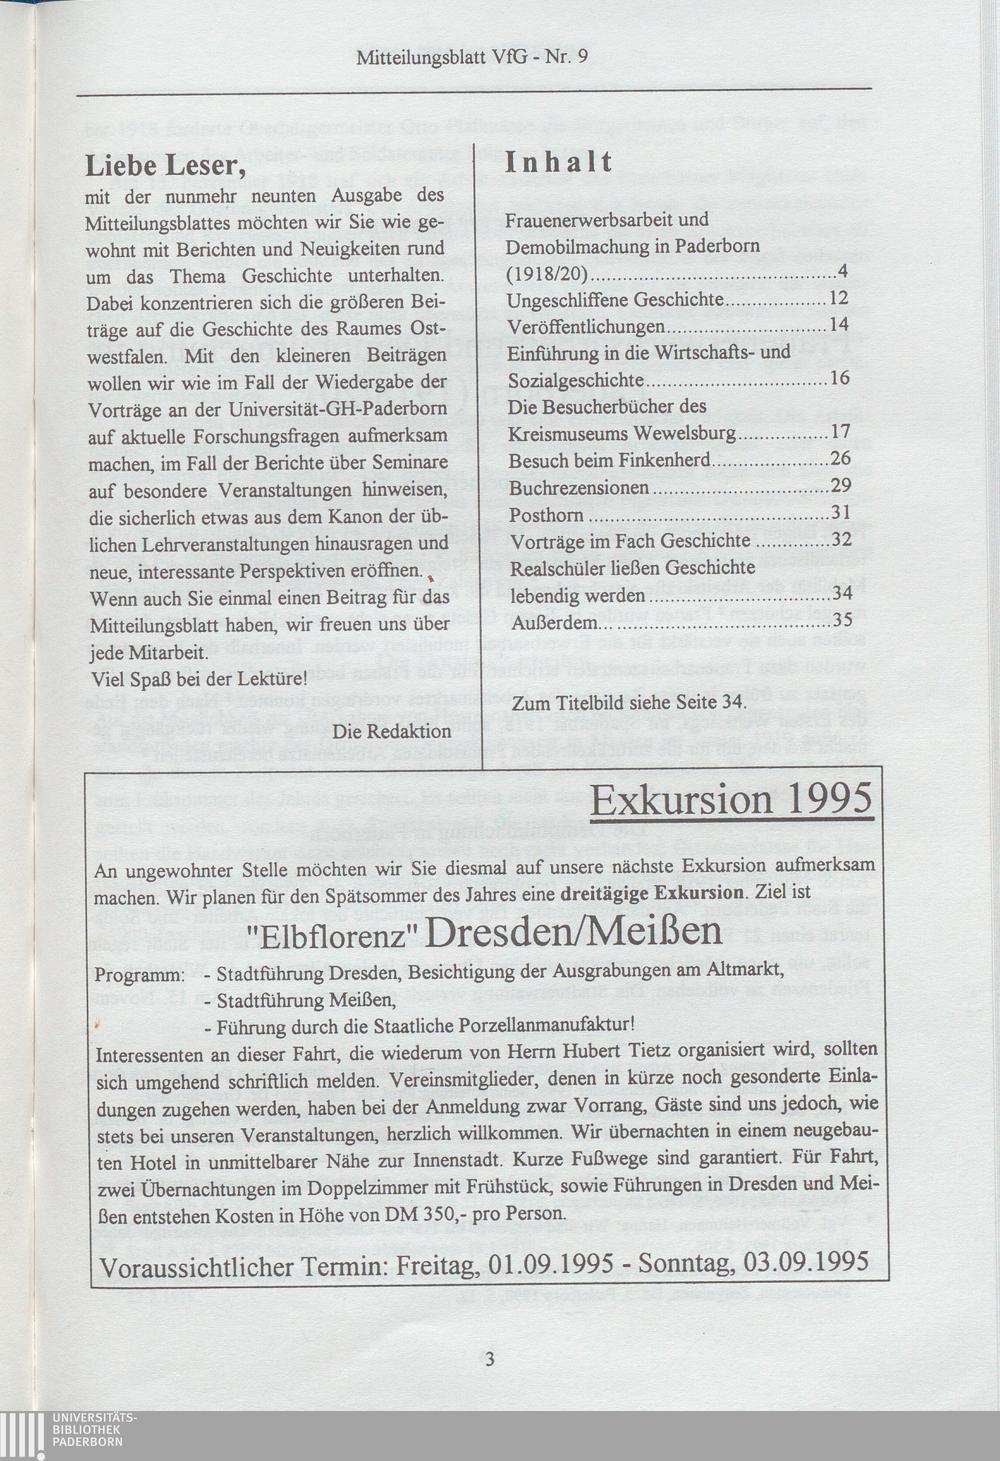 Mitteilungsblatt VfG - Nr. 9
Liebe Leser,
mit der nunmehr neunten Ausgabe des
Mitteilungsblattes möchten wir Sie wie ge-
wohnt mit Berichten und Neuigkeiten rund
um das Thema Geschichte unterhalten.
Dabei konzentrieren sich die größeren Bei-
träge auf die Geschichte des Raumes Ost-
westfalen. Mit den kleineren Beiträgen
wollen wir wie im Fall der Wiedergabe der
Vorträge an der Universität-GH-Paderborn
auf aktuelle Forschungsfragen aufmerksam
machen, im Fall der Berichte über Seminare
auf besondere Veranstaltungen hinweisen,
die sicherlich etwas aus dem Kanon der üb-
lichen Lehrveranstaltungen hinausragen und
neue, interessante Perspektiven eröffnen.
Wenn auch Sie einmal einen Beitrag für das
Mitteilungsblatt haben, wir freuen uns über
jede Mitarbeit.
Viel Spaß bei der Lektüre!
Die Redaktion
Inhalt
Frauenerwerbsarbeit und
Demobilmachung in Paderborn
(1918/20)................................................4
Ungeschliffene Geschichte....................12
Veröffentlichungen................................14
Einführung in die Wirtschafts- und
Sozialgeschichte....................................16
Die Besucherbücher des
Kreismuseums Wewelsburg..................17
Besuch beim Finkenherd.......................26
Buchrezensionen...................................29
Posthorn................................................31
Vorträge im Fach Geschichte...............32
Realschüler ließen Geschichte
lebendig werden....................................34
Außerdem..............................................35
Zum Titelbild siehe Seite 34.
Exkursion 1995
An ungewohnter Stelle möchten wir Sie diesmal auf unsere nächste Exkursion aufmerksam
machen. Wir planen für den Spätsommer des Jahres eine dreitägige Exkursion. Ziel ist
"Elbflorenz" Dresden/Meißen
Programm: - Stadtführung Dresden, Besichtigung der Ausgrabungen am Altmarkt,
- Stadtführung Meißen,
- Führung durch die Staatliche Porzellanmanufaktur!
Interessenten an dieser Fahrt, die wiederum von Herrn Hubert Tietz organisiert wird, sollten
sich umgehend schriftlich melden. Vereinsmitglieder, denen in kürze noch gesonderte Einla-
dungen zugehen werden, haben bei der Anmeldung zwar Vorrang, Gäste sind uns jedoch, wie
stets bei unseren Veranstaltungen, herzlich willkommen. Wir übernachten in einem neugebau-
ten Hotel in unmittelbarer Nähe zur Innenstadt. Kurze Fußwege sind garantiert. Für Fahrt,
zwei Übernachtungen im Doppelzimmer mit Frühstück, sowie Führungen in Dresden und Mei-
ßen entstehen Kosten in Höhe von DM 350,- pro Person.
Voraussichtlicher Termin: Freitag, 01.09.1995 - Sonntag, 03.09.1995
3
UNIVERSITÄTS-
BIBLIOTHEK
PADERBORN